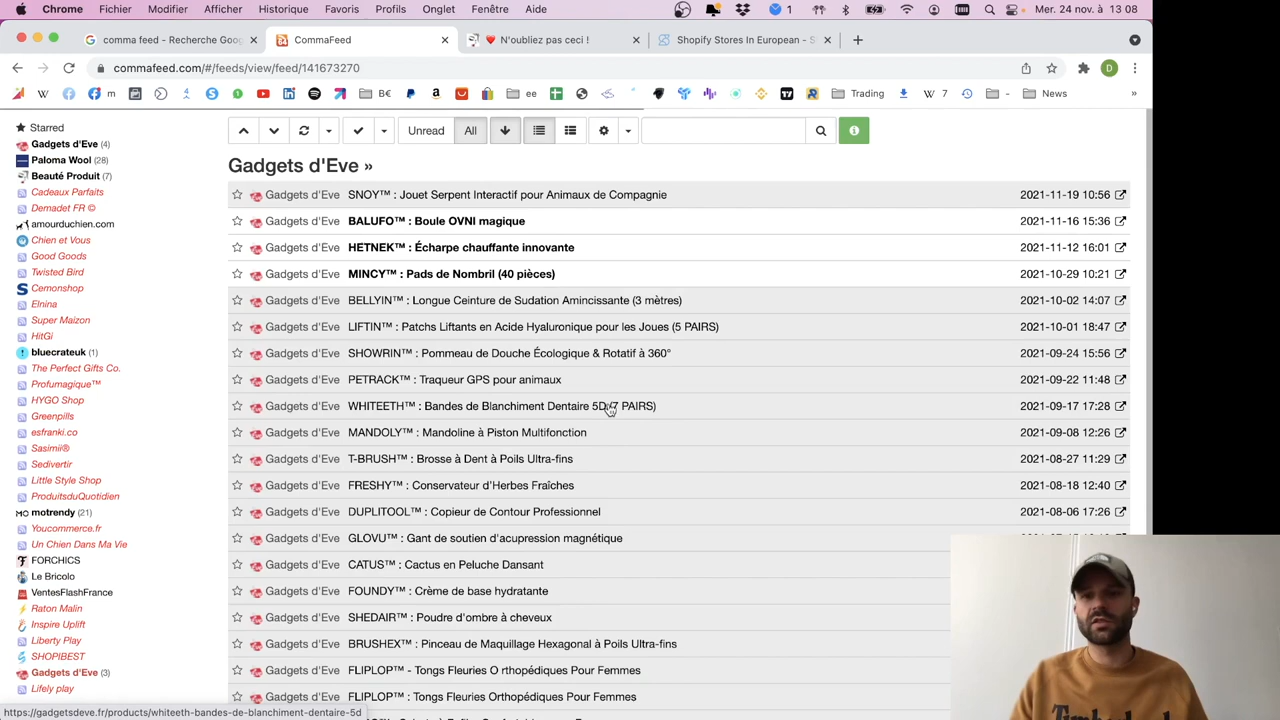 Chrome Fichier Modifier Afficher Historique Favoris Profils Onglet Fenêtre Aide 1 Mer. 24 nov. à 13 08
comma feed - Recherche Goo CommaFeed N'oubliez pas ceci ! Shopify Stores In European - S
commafeed.com/#/feeds/view/feed/141673270 D
B€ ee Trading W 7 - News »
Starred
Gadgets d'Eve (4)
Paloma Wool (28)
Beauté Produit (7)
Cadeaux Parfaits
Demadet FR ©
amourduchien.com
Chien et Vous
Good Goods
Twisted Bird
Cemonshop
Elnina
Super Maizon
HitGi
bluecrateuk (1)
The Perfect Gifts Co.
Profumagique™
HYGO Shop
Greenpills
esfranki.co
Sasimii®
Sedivertir
Little Style Shop
ProduitsduQuotidien
motrendy (21)
Youcommerce.fr
Un Chien Dans Ma Vie
FORCHICS
Le Bricolo
VentesFlashFrance
Raton Malin
Inspire Uplift
Liberty Play
SHOPIBEST
Gadgets d'Eve (3)
Lifely play
Unread All
Gadgets d'Eve »
Gadgets d'Eve SNOY™ : Jouet Serpent Interactif pour Animaux de Compagnie 2021-11-19 10:56
Gadgets d'Eve BALUFO™ : Boule OVNI magique 2021-11-16 15:36
Gadgets d'Eve HETNEK™ : Écharpe chauffante innovante 2021-11-12 16:01
Gadgets d'Eve MINCY™ : Pads de Nombril (40 pièces) 2021-10-29 10:21
Gadgets d'Eve BELLYIN™ : Longue Ceinture de Sudation Amincissante (3 mètres) 2021-10-02 14:07
Gadgets d'Eve LIFTIN™ : Patchs Liftants en Acide Hyaluronique pour les Joues (5 PAIRS) 2021-10-01 18:47
Gadgets d'Eve SHOWRIN™ : Pommeau de Douche Écologique & Rotatif à 360° 2021-09-24 15:56
Gadgets d'Eve PETRACK™ : Traqueur GPS pour animaux 2021-09-22 11:48
Gadgets d'Eve WHITEETH™ : Bandes de Blanchiment Dentaire 5D (7 PAIRS) 2021-09-17 17:28
Gadgets d'Eve MANDOLY™ : Mandoline à Piston Multifonction 2021-09-08 12:26
Gadgets d'Eve T-BRUSH™ : Brosse à Dent à Poils Ultra-fins 2021-08-27 11:29
Gadgets d'Eve FRESHY™ : Conservateur d'Herbes Fraîches 2021-08-18 12:40
Gadgets d'Eve DUPLITOOL™ : Copieur de Contour Professionnel 2021-08-06 17:26
Gadgets d'Eve GLOVU™ : Gant de soutien d'acupression magnétique
Gadgets d'Eve CATUS™ : Cactus en Peluche Dansant
Gadgets d'Eve FOUNDY™ : Crème de base hydratante
Gadgets d'Eve SHEDAIR™ : Poudre d'ombre à cheveux
Gadgets d'Eve BRUSHEX™ : Pinceau de Maquillage Hexagonal à Poils Ultra-fins
Gadgets d'Eve FLIPLOP™ - Tongs Fleuries O rthopédiques Pour Femmes
Gadgets d'Eve FLIPLOP™ : Tongs Fleuries Orthopédiques Pour Femmes
https://gadgetsdeve.fr/products/whiteeth-bandes-de-blanchiment-dentaire-5d